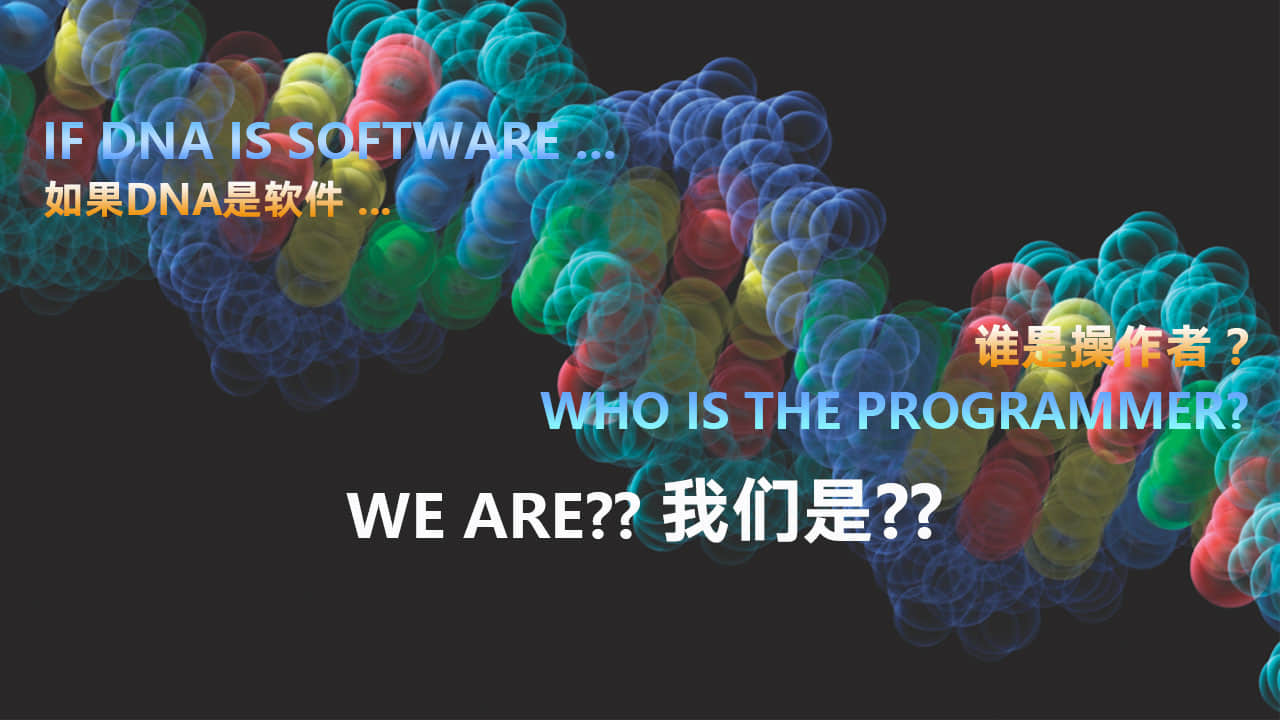 IF DNA IS SOFTWARE ...
如果DNA是软件 ...
谁是操作者？
WHO IS THE PROGRAMMER?
WE ARE?? 我们是??